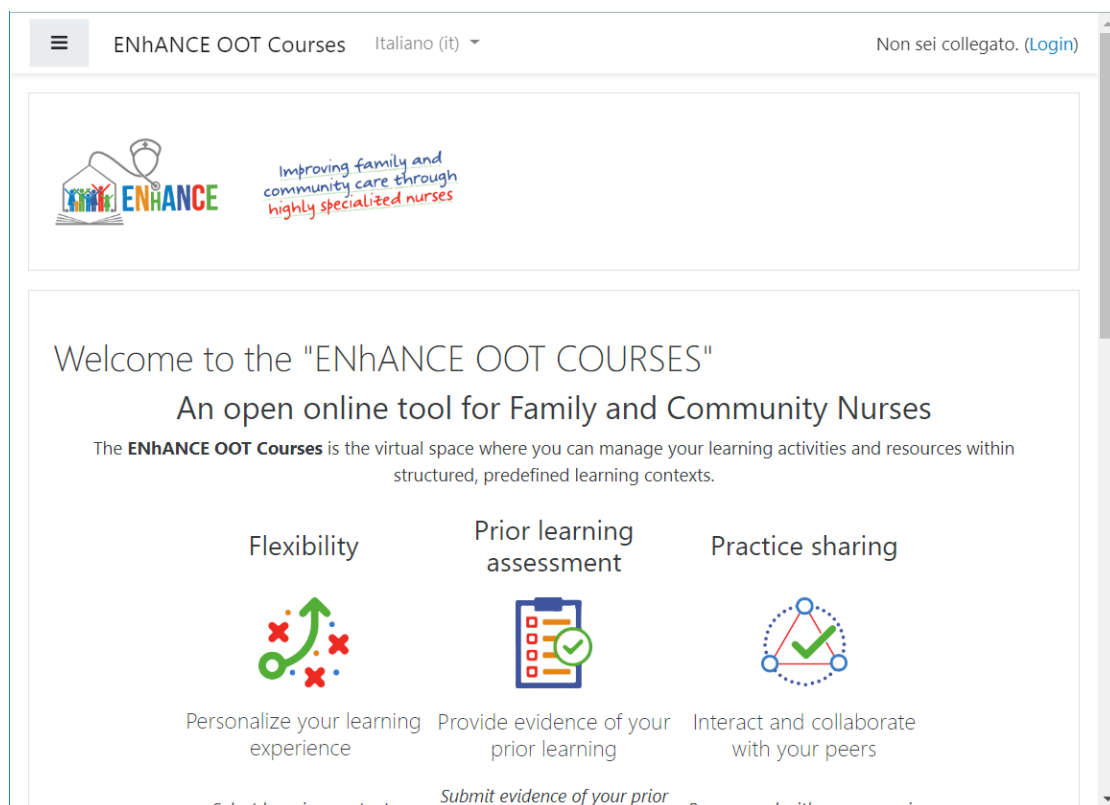 ENhANCE OOT Courses Italiano (it)
Non sei collegato. (Login)
ENhANCE
Improving family and
community care through
highly specialized nurses
Welcome to the "ENhANCE OOT COURSES"
An open online tool for Family and Community Nurses
The ENhANCE OOT Courses is the virtual space where you can manage your learning activities and resources within
structured, predefined learning contexts.
Flexibility
Personalize your learning
experience
Prior learning
assessment
Provide evidence of your
prior learning
Submit evidence of your prior
Practice sharing
Interact and collaborate
with your peers